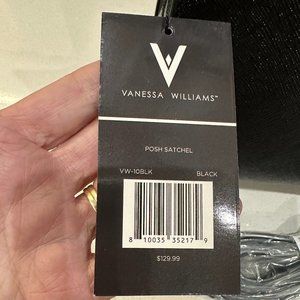 V
VANESSA WILLIAMS™
POSH SATCHEL
VW-10BLK BLACK
8 10035 35217 9
$129.99